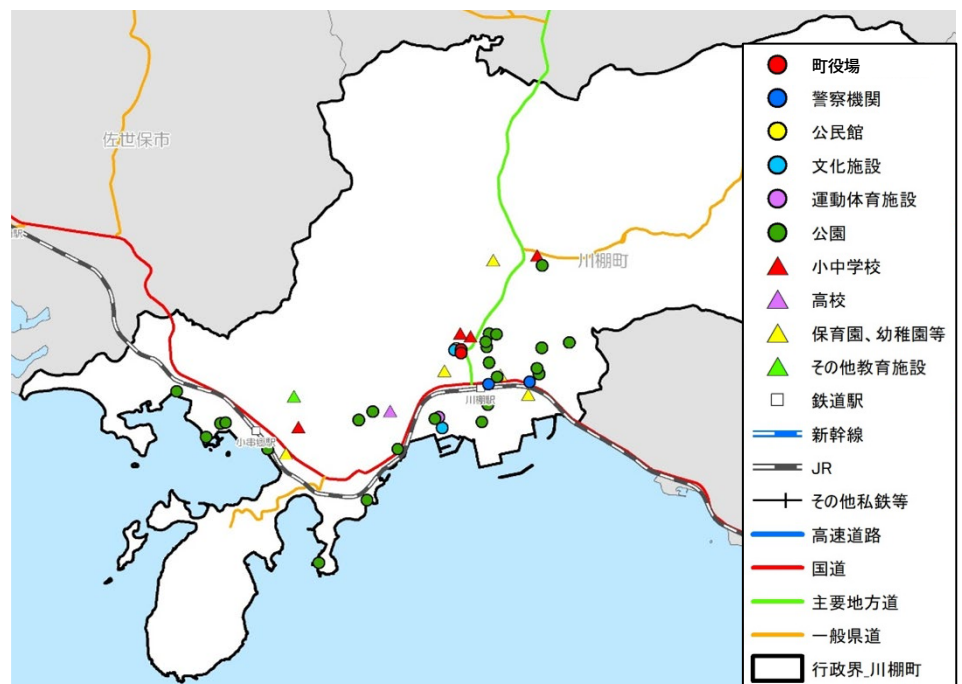 佐世保市
駅
川棚町
川棚駅
小串郷駅
町役場
警察機関
公民館
文化施設
運動体育施設
公園
小中学校
高校
保育園、幼稚園等
その他教育施設
鉄道駅
新幹線
JR
その他私鉄等
高速道路
国道
主要地方道
一般県道
行政界_川棚町